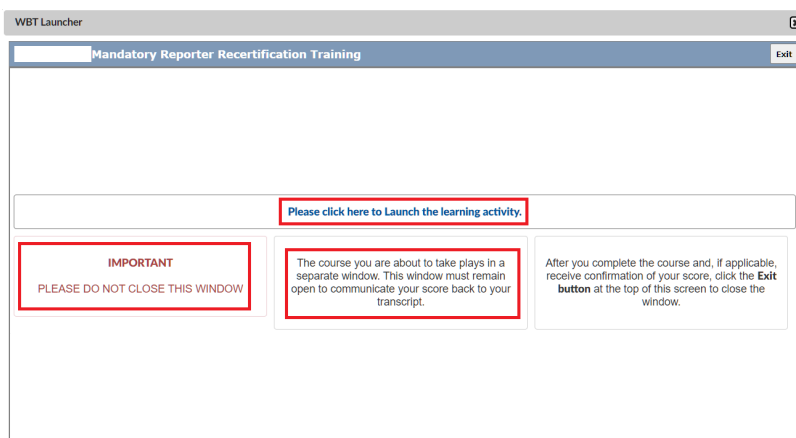 WBT Launcher
Mandatory Reporter Recertification Training
Exit
Please click here to Launch the learning activity.
IMPORTANT
PLEASE DO NOT CLOSE THIS WINDOW
The course you are about to take plays in a
separate window. This window must remain
open to communicate your score back to your
transcript.
After you complete the course and, if applicable,
receive confirmation of your score, click the Exit
button at the top of this screen to close the
window.